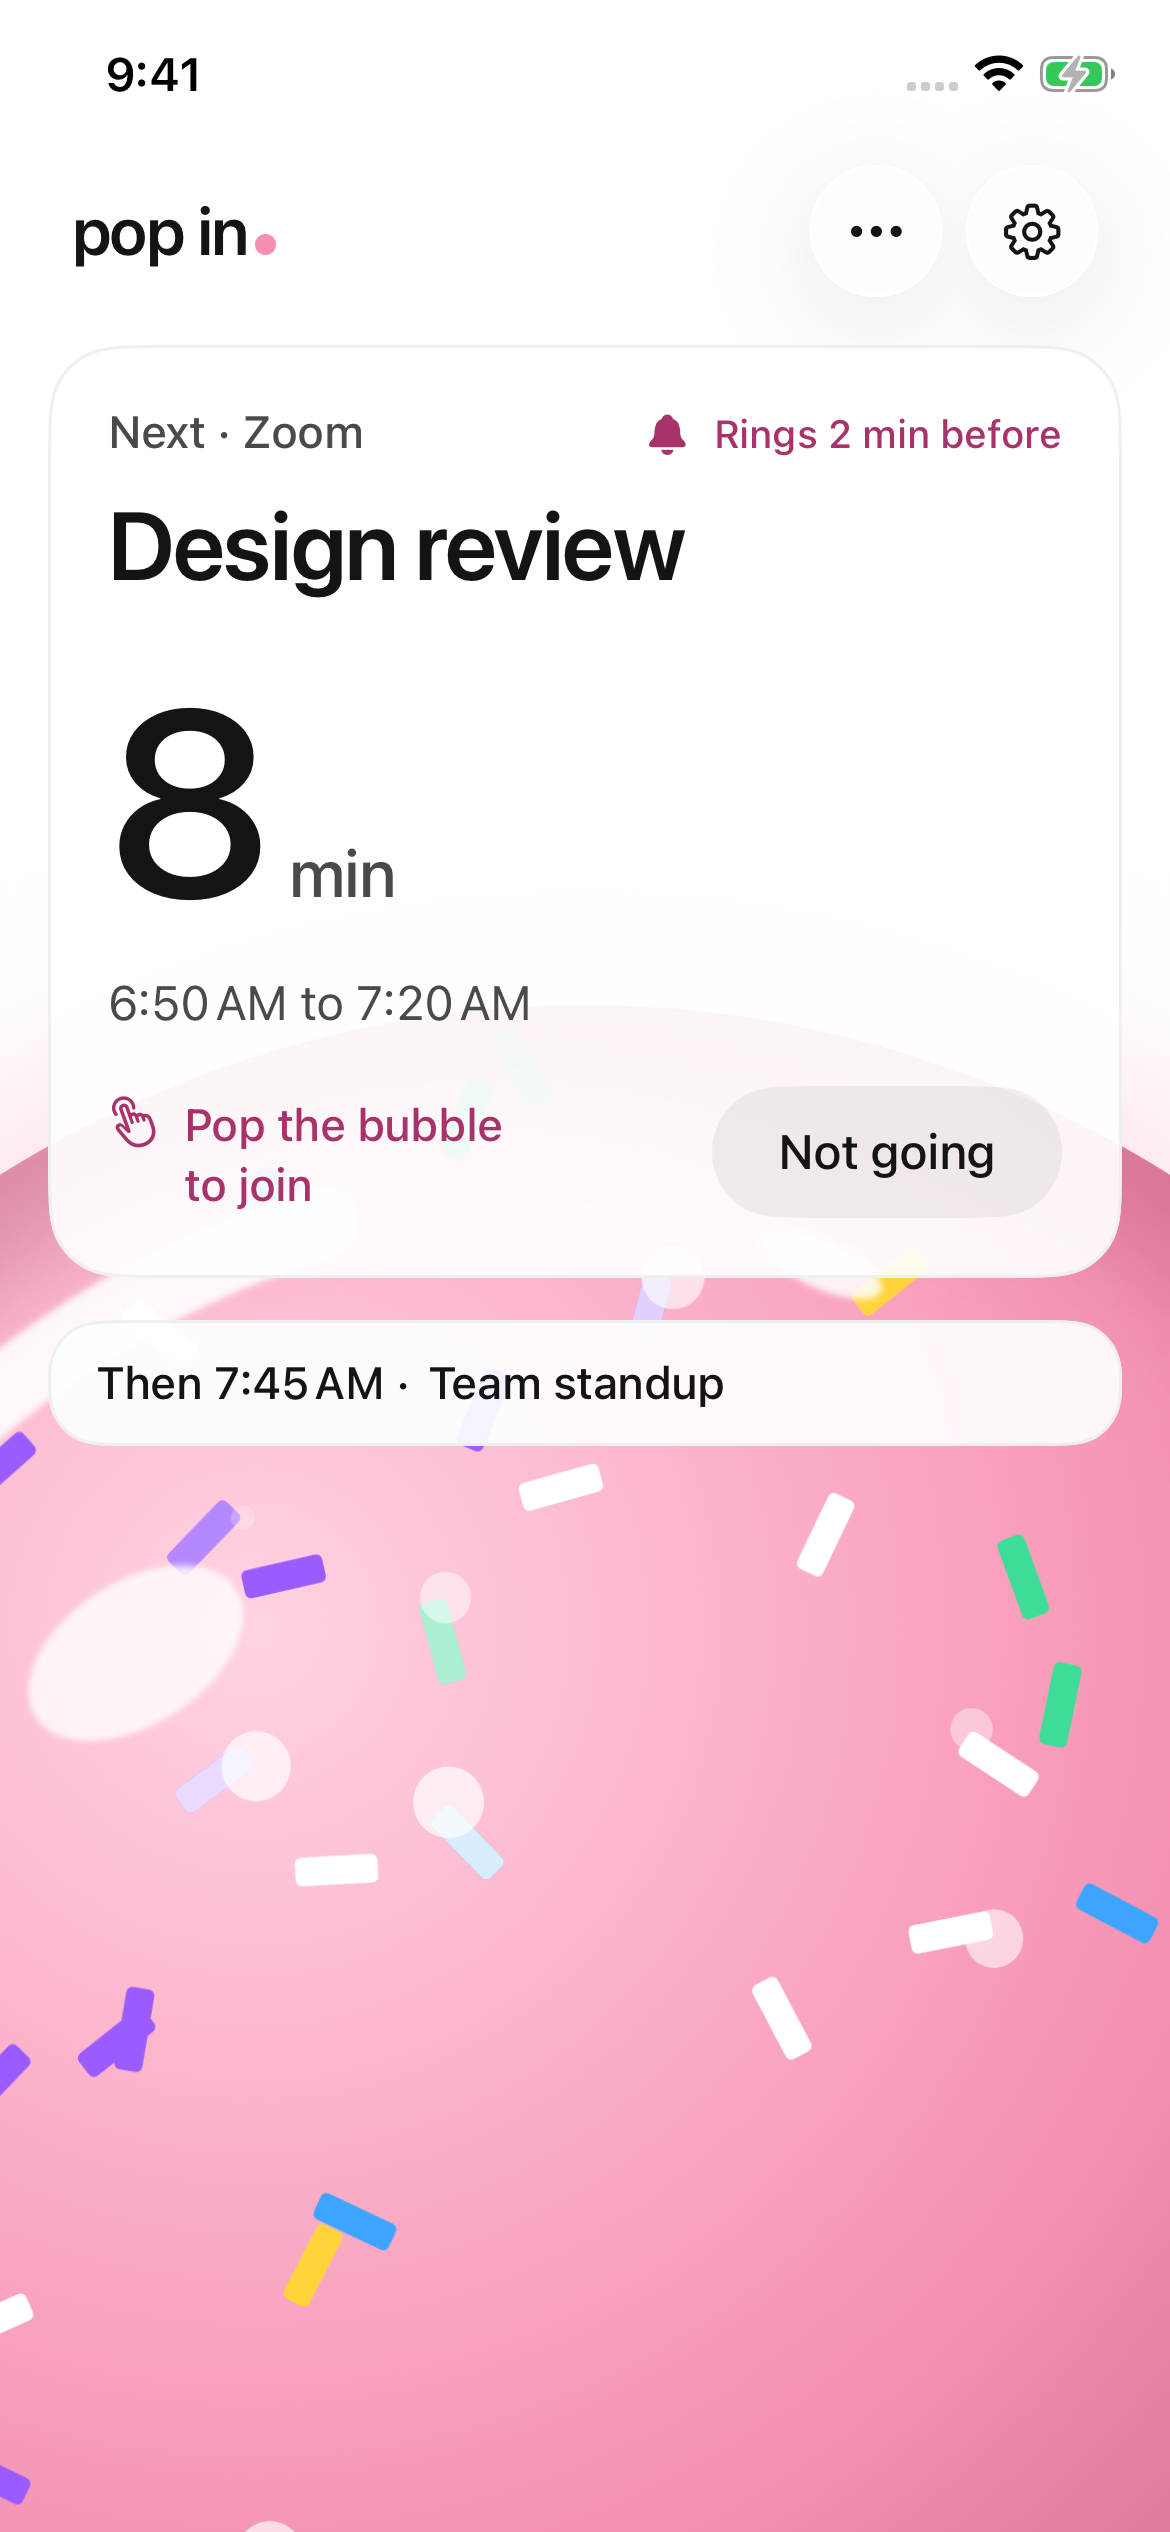 9:41
pop in
Next · Zoom
Rings 2 min before
Design review
8 min
6:50 AM to 7:20 AM
Pop the bubble
to join
Not going
Then 7:45 AM · Team standup